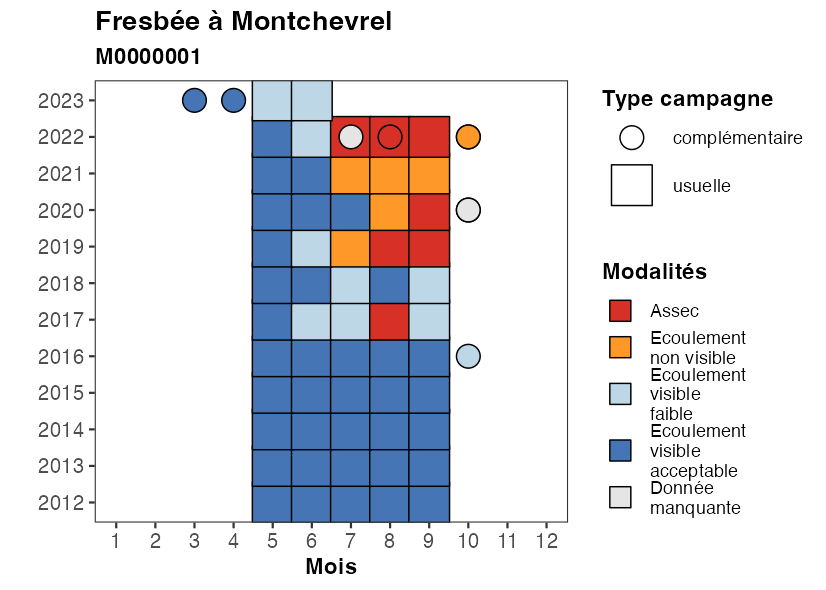 Fresbée à Montchevrel
M0000001
2023
2022
2021
2020
2019
2018
2017
2016
2015
2014
2013
2012
1 2 3 4 5 6 7 8 9 10 11 12
Mois
Type campagne
complémentaire
usuelle
Modalités
Assec
Ecoulement
non visible
Ecoulement
visible
faible
Ecoulement
visible
acceptable
Donnée
manquante